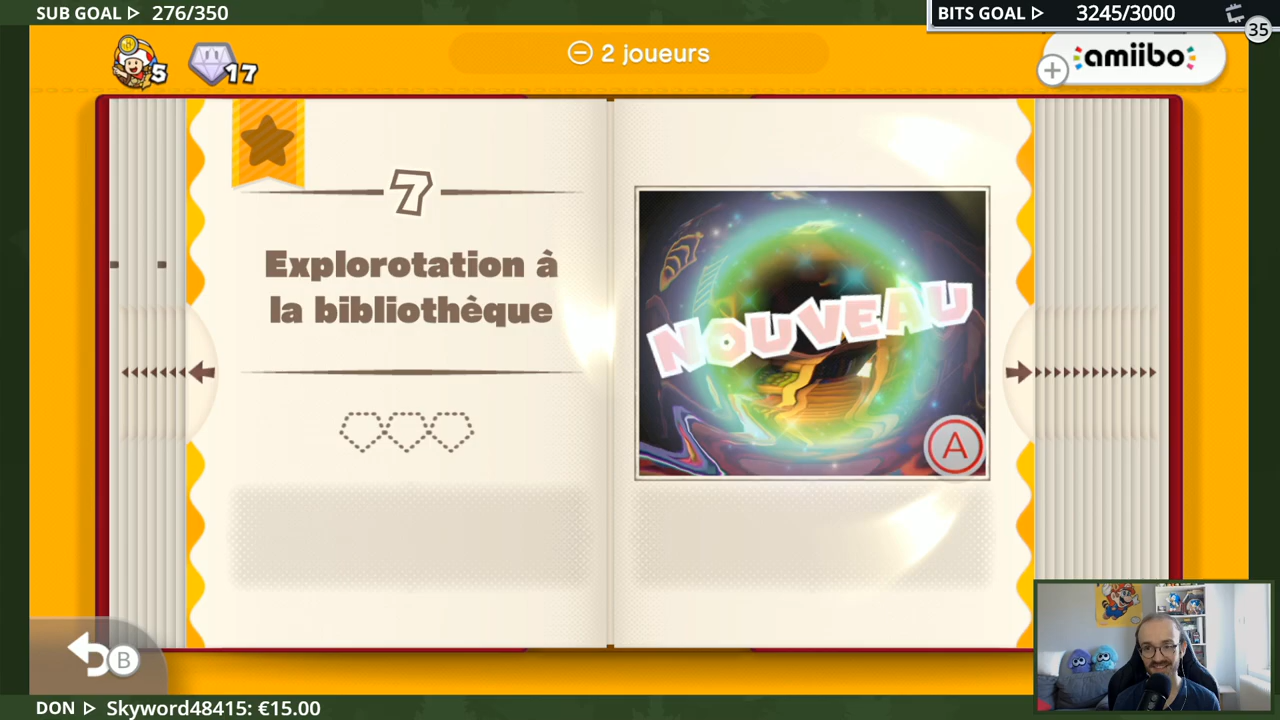 SUB GOAL ▷ 276/350
BITS GOAL ▷ 3245/3000
35
5
17
2 joueurs
amiibo
7
Explorotation à
la bibliothèque
NOUVEAU
A
B
DON ▷ Skyword48415: €15.00